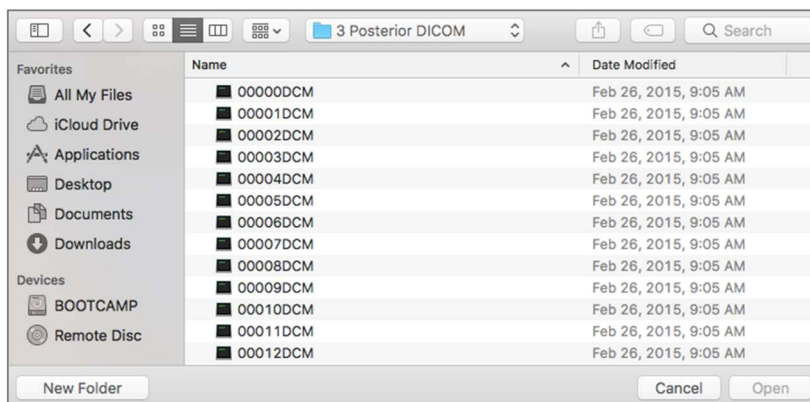 3 Posterior DICOM
Search
Favorites
All My Files
iCloud Drive
Applications
Desktop
Documents
Downloads
Devices
BOOTCAMP
Remote Disc
Name Date Modified
00000DCM Feb 26, 2015, 9:05 AM
00001DCM Feb 26, 2015, 9:05 AM
00002DCM Feb 26, 2015, 9:05 AM
00003DCM Feb 26, 2015, 9:05 AM
00004DCM Feb 26, 2015, 9:05 AM
00005DCM Feb 26, 2015, 9:05 AM
00006DCM Feb 26, 2015, 9:05 AM
00007DCM Feb 26, 2015, 9:05 AM
00008DCM Feb 26, 2015, 9:05 AM
00009DCM Feb 26, 2015, 9:05 AM
00010DCM Feb 26, 2015, 9:05 AM
00011DCM Feb 26, 2015, 9:05 AM
00012DCM Feb 26, 2015, 9:05 AM
New Folder
Cancel
Open